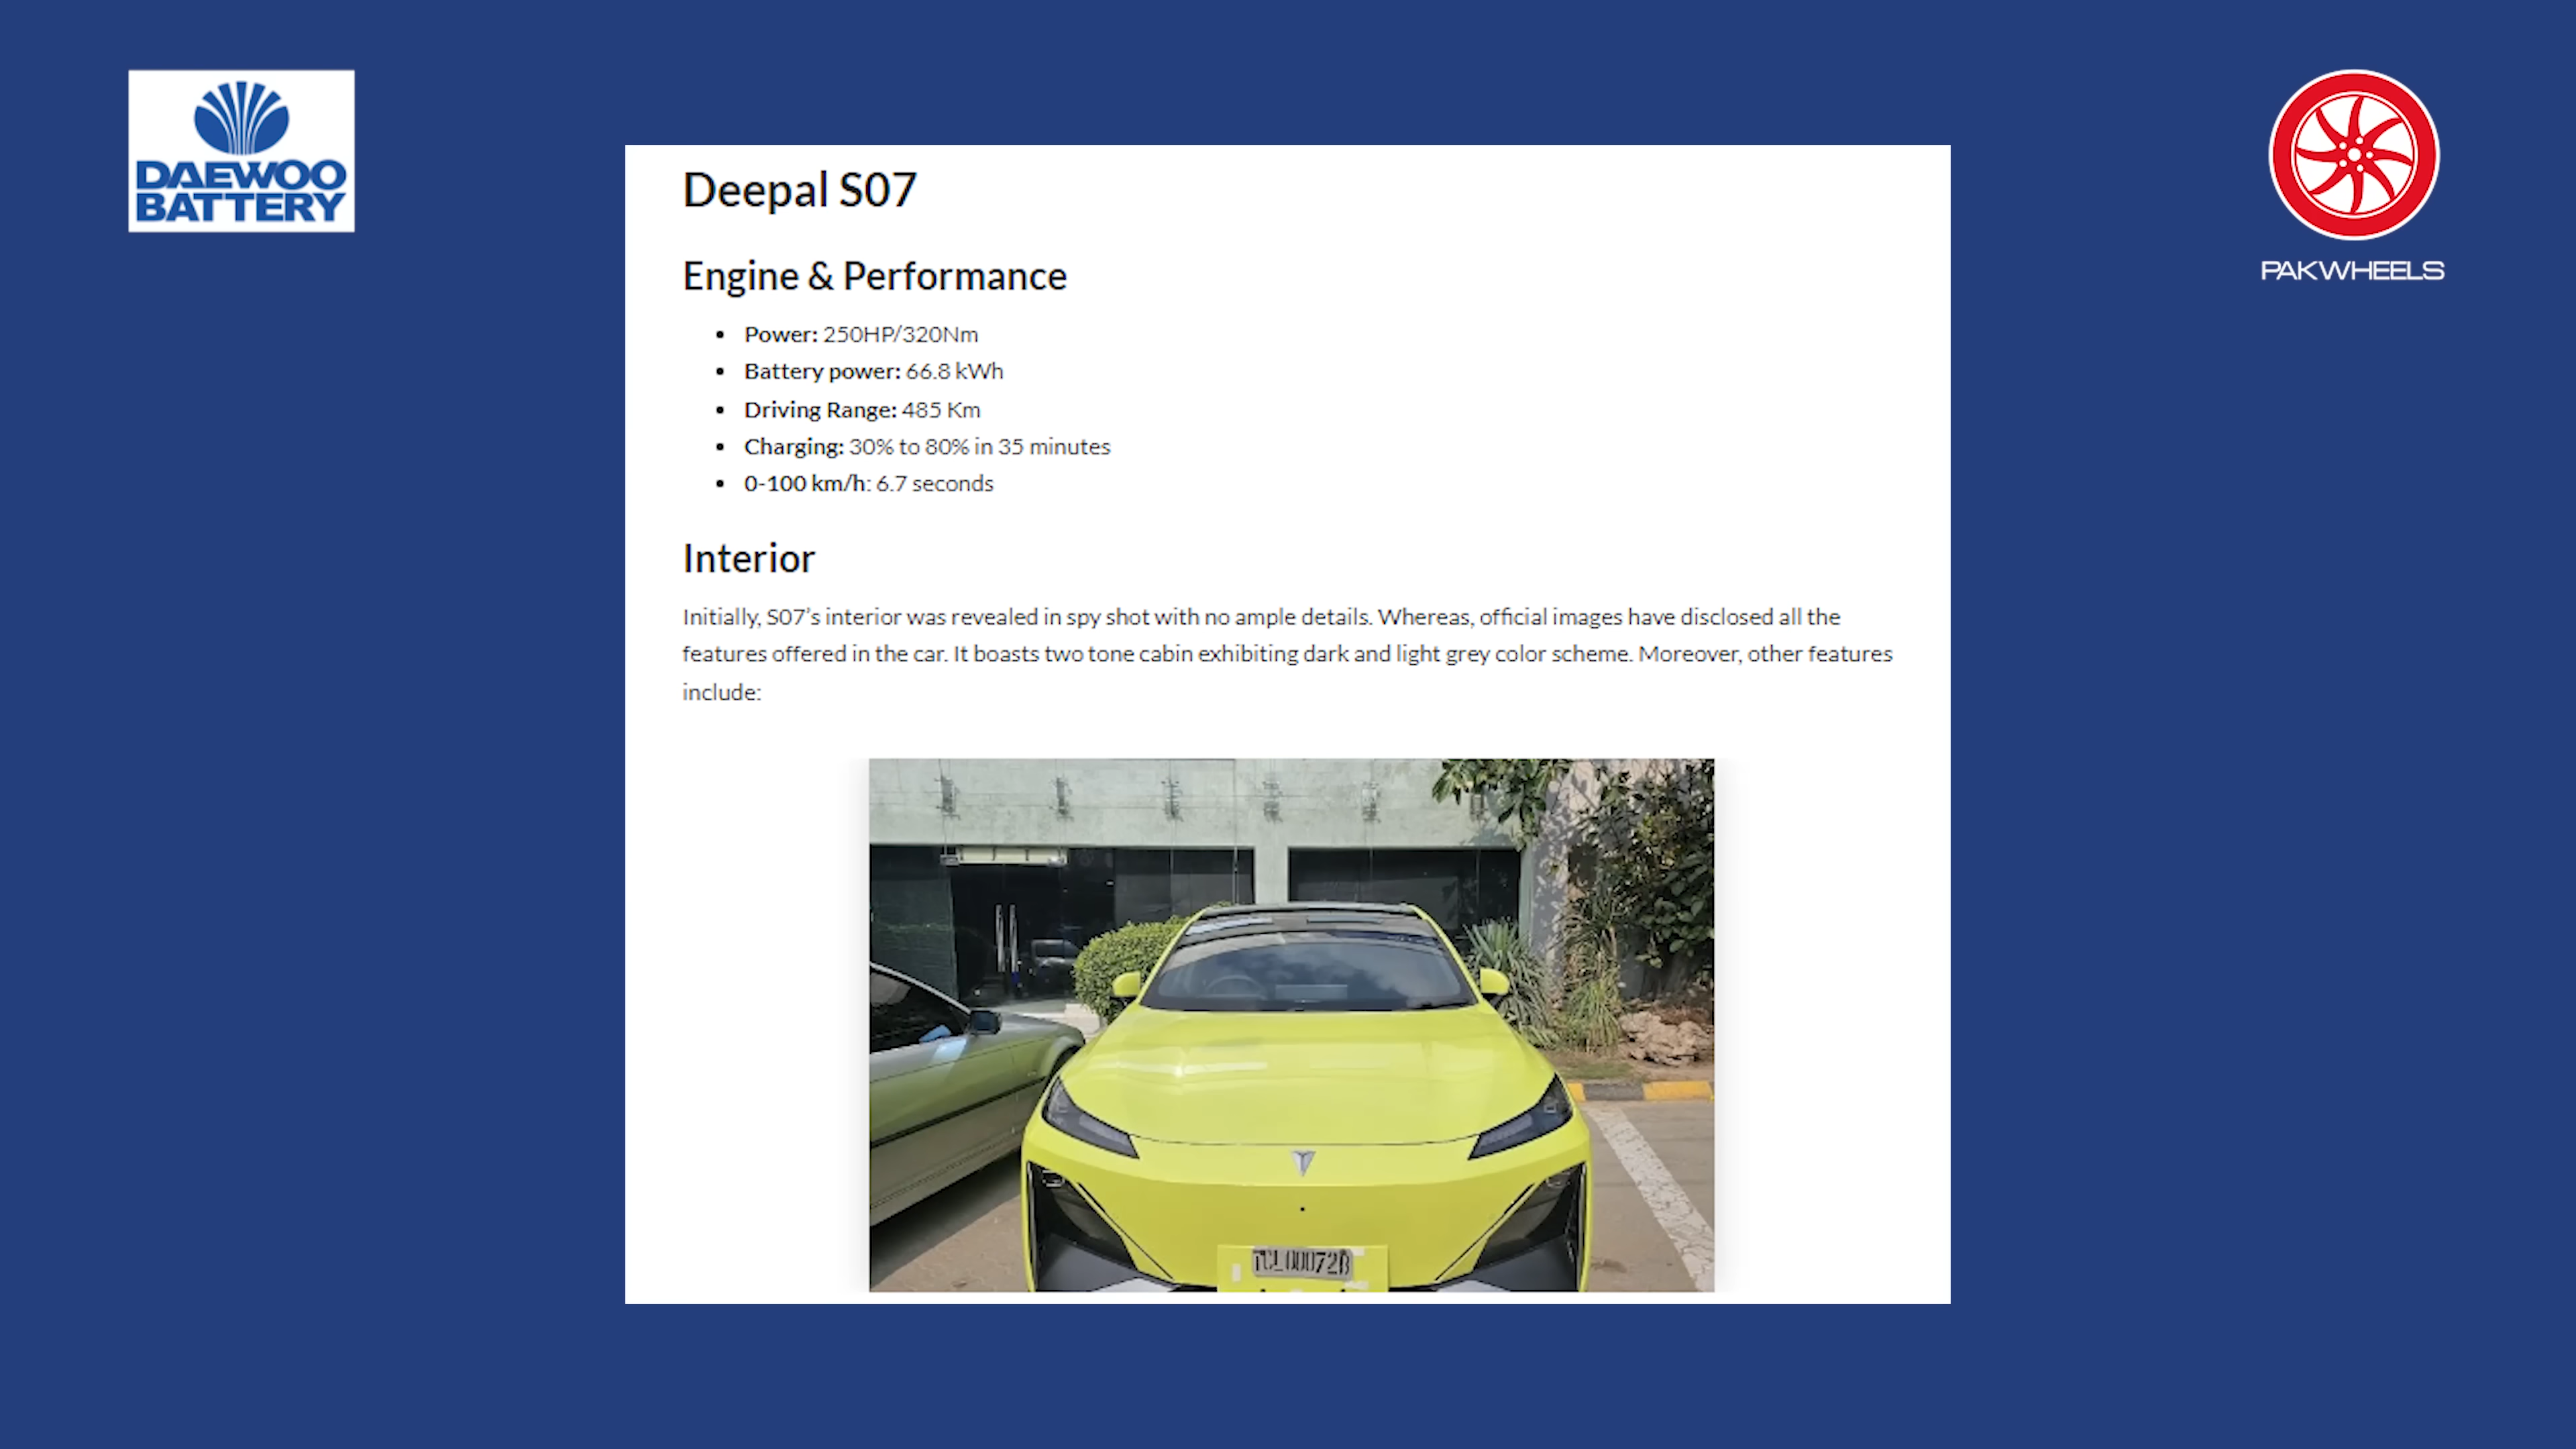 DAEWOO
BATTERY
PAKWHEELS
Deepal S07
Engine & Performance
• Power: 250HP/320Nm
• Battery power: 66.8 kWh
• Driving Range: 485 Km
• Charging: 30% to 80% in 35 minutes
• 0-100 km/h: 6.7 seconds
Interior
Initially, S07’s interior was revealed in spy shot with no ample details. Whereas, official images have disclosed all the
features offered in the car. It boasts two tone cabin exhibiting dark and light grey color scheme. Moreover, other features
include: